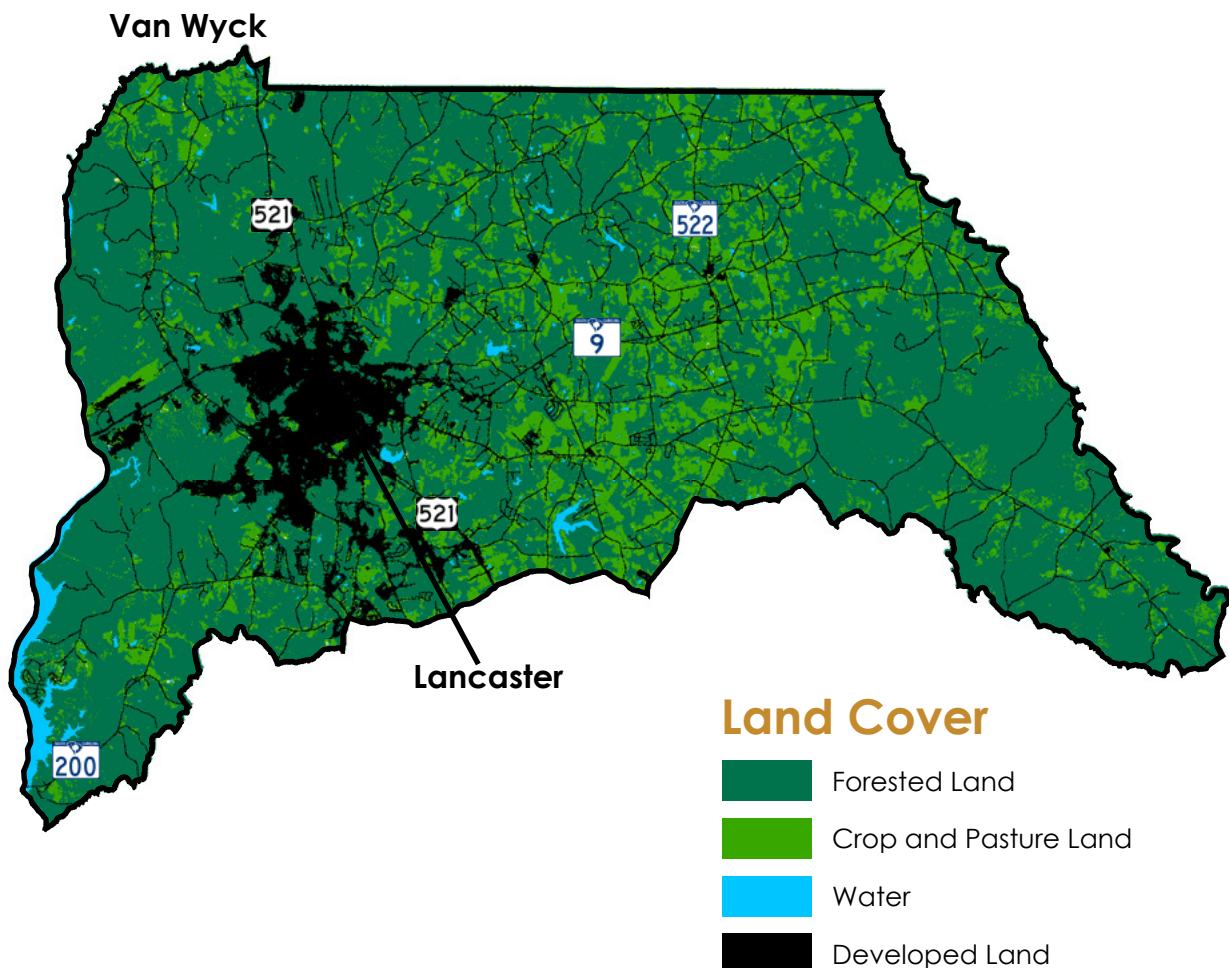 Van Wyck
521
522
9
521
Lancaster
200
Land Cover
Forested Land
Crop and Pasture Land
Water
Developed Land